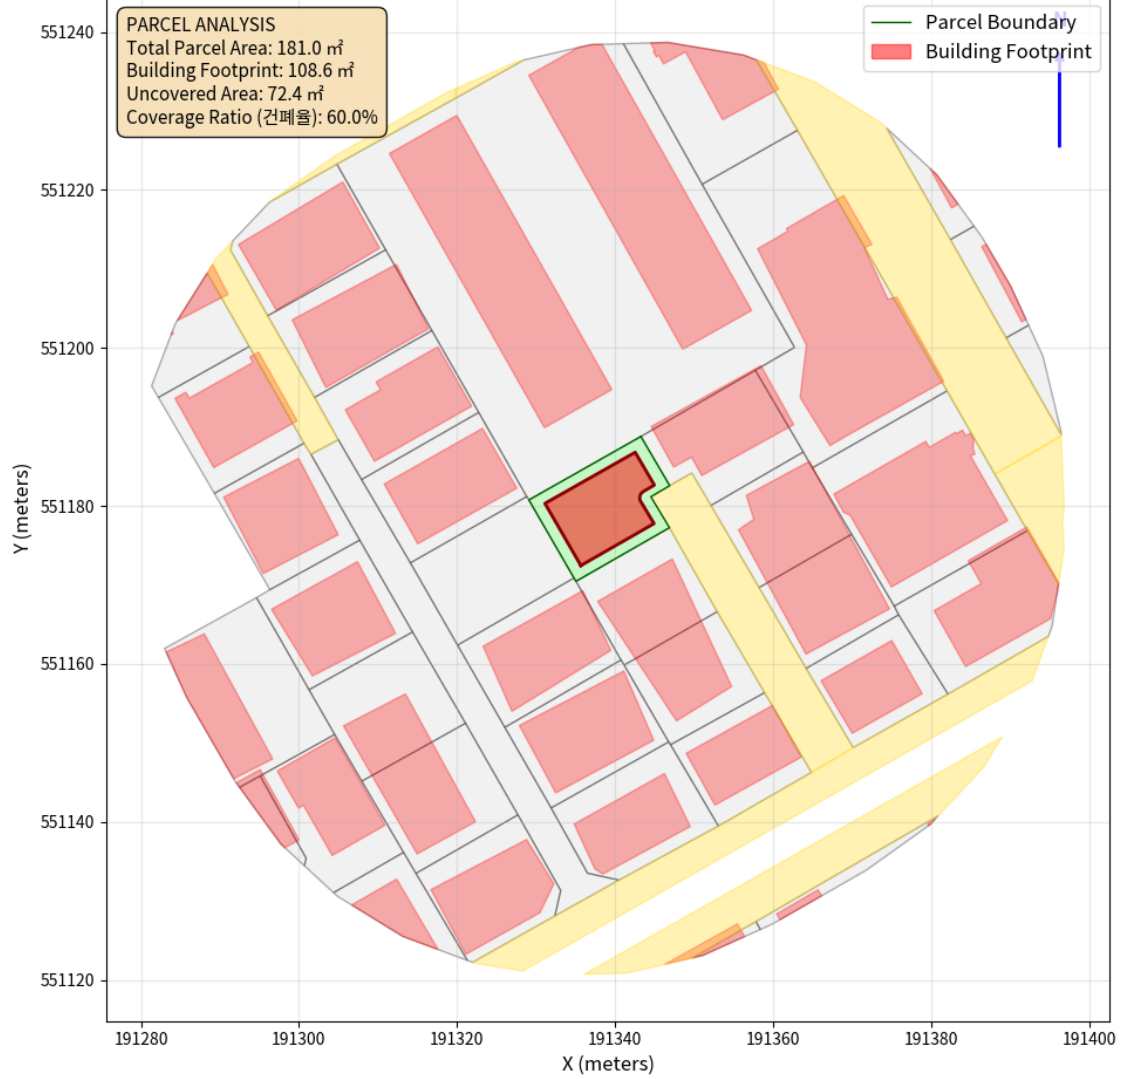 PARCEL ANALYSIS
Total Parcel Area: 181.0 ㎡
Building Footprint: 108.6 ㎡
Uncovered Area: 72.4 ㎡
Coverage Ratio (건폐율): 60.0%
Parcel Boundary
Building Footprint
N
551240
551220
551200
551180
551160
551140
551120
Y (meters)
191280
191300
191320
191340
191360
191380
191400
X (meters)